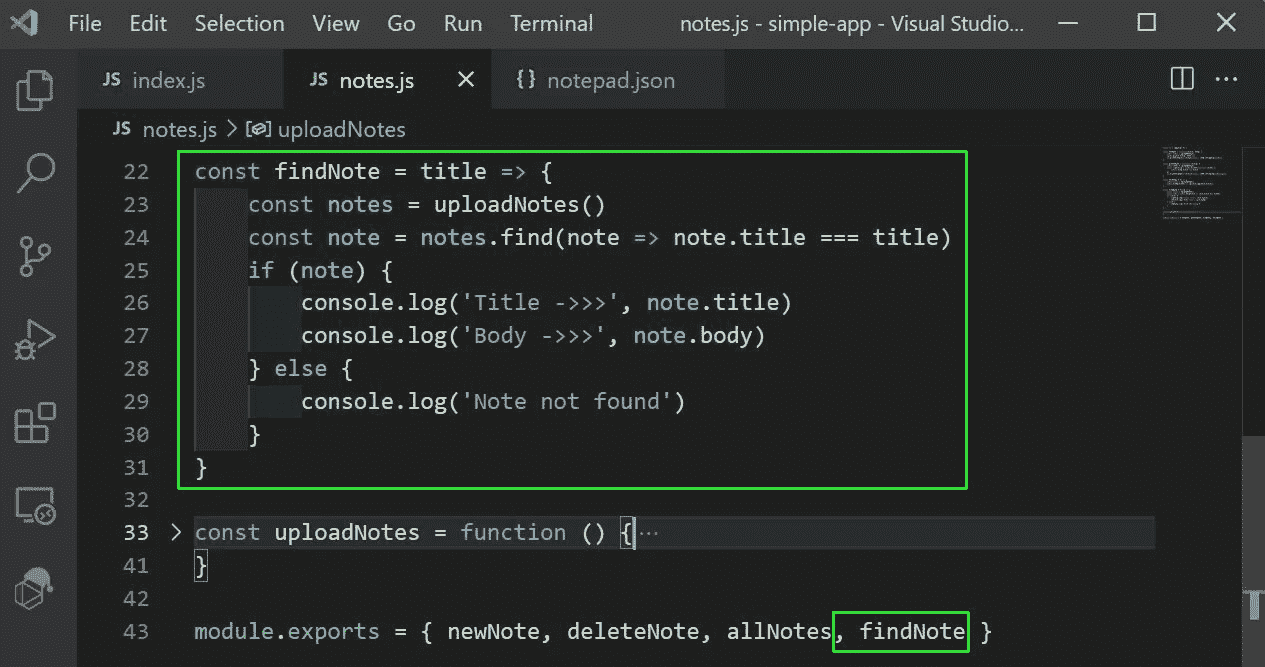 File Edit Selection View Go Run Terminal notes.js - simple-app - Visual Studio...
JS index.js JS notes.js {} notepad.json
JS notes.js > uploadNotes
22 const findNote = title => {
23 const notes = uploadNotes()
24 const note = notes.find(note => note.title === title)
25 if (note) {
26 console.log('Title ->>>', note.title)
27 console.log('Body ->>>', note.body)
28 } else {
29 console.log('Note not found')
30 }
31 }
32
33 const uploadNotes = function () {...
41 }
42
43 module.exports = { newNote, deleteNote, allNotes, findNote }